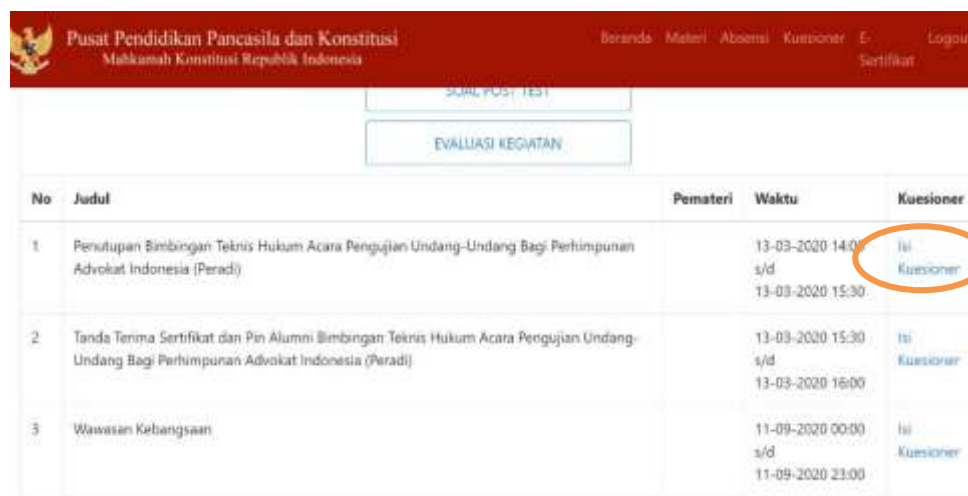 Pusat Pendidikan Pancasila dan Konstitusi
Mahkamah Konstitusi Republik Indonesia
Beranda Materi Absensi Kuesioner E-Sertifikat Logout
SOAL POST TEST
EVALUASI KEGIATAN
No Judul Pemateri Waktu Kuesioner
1 Penutupan Bimbingan Teknis Hukum Acara Pengujian Undang-Undang Bagi Perhimpunan 13-03-2020 14:00 Isi
Advokat Indonesia (Peradi) s/d Kuesioner
13-03-2020 15:30
2 Tanda Terima Sertifikat dan Pin Alumni Bimbingan Teknis Hukum Acara Pengujian Undang- 13-03-2020 15:30 Isi
Undang Bagi Perhimpunan Advokat Indonesia (Peradi) s/d Kuesioner
13-03-2020 16:00
3 Wawasan Kebangsaan 11-09-2020 00:00 Isi
s/d Kuesioner
11-09-2020 23:00